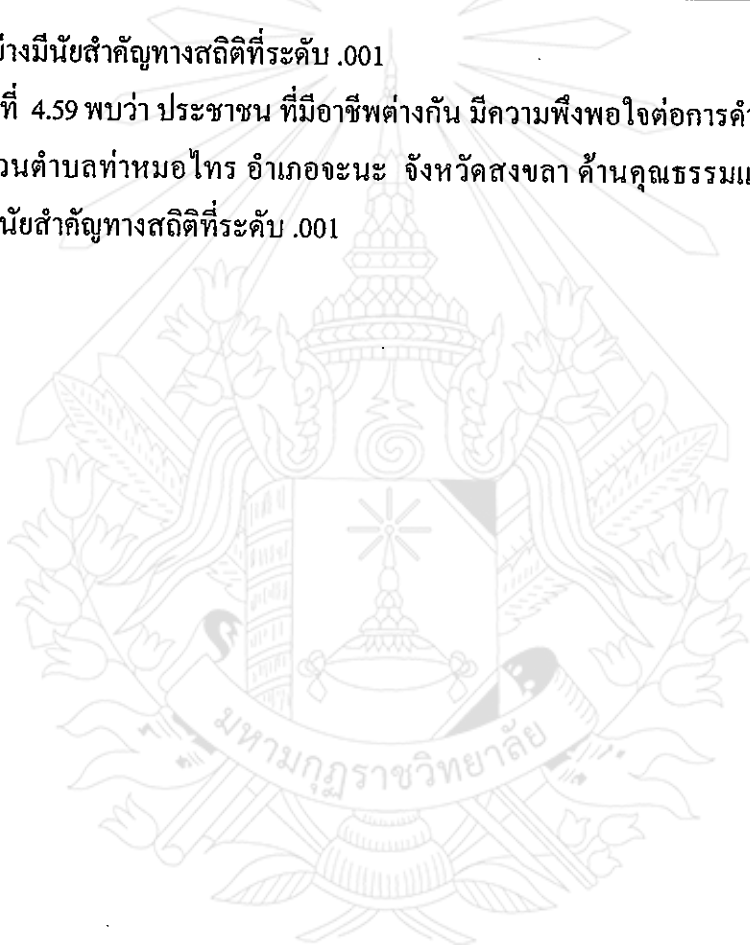 ย่างมีนัยสำคัญทางสถิติที่ระดับ .001
ที่ 4.59 พบว่า ประชาชน ที่มีอาชีพต่างกัน มีความพึงพอใจต่อการ
วนตำบลท่าหมอไทร อำเภอจะนะ จังหวัดสงขลา ด้านคุณธรรม
นัยสำคัญทางสถิติที่ระดับ .001
มหามกุฏราชวิทยาลัย